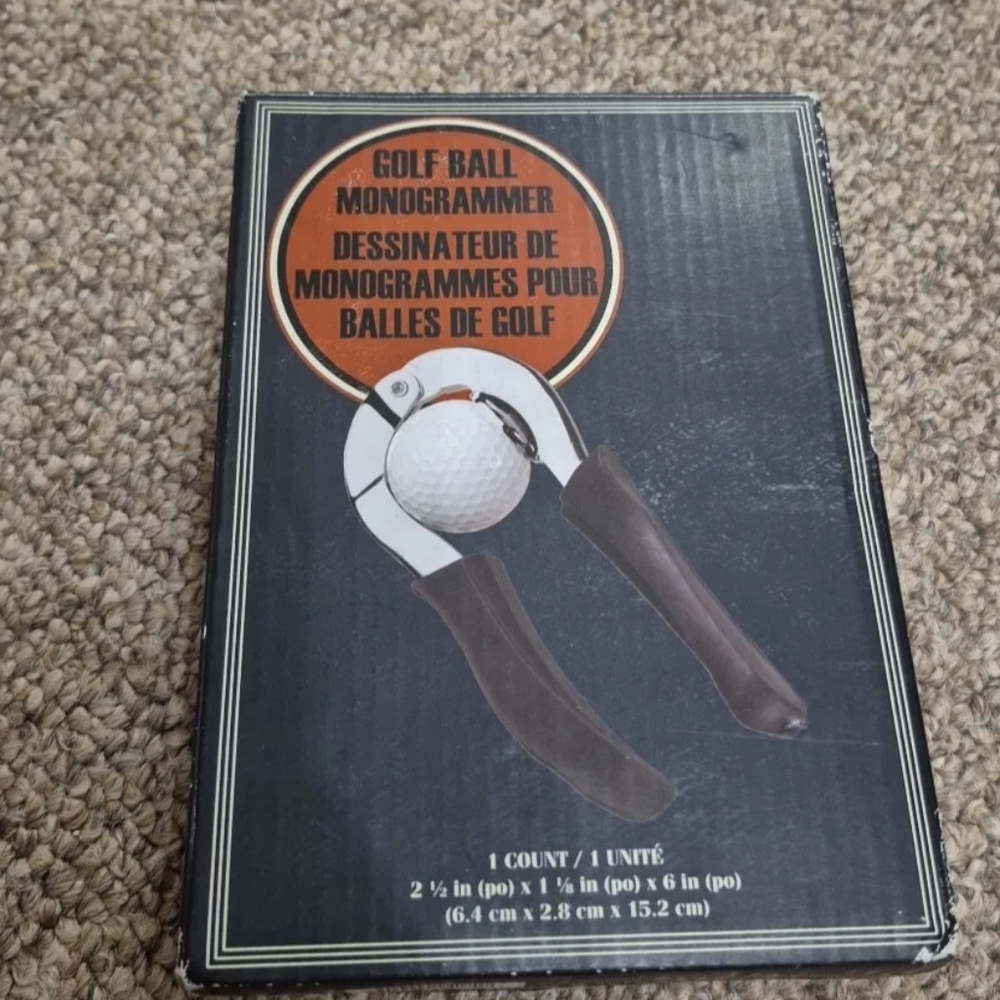 GOLF BALL
MONOGRAMMER
DESSINATEUR DE
MONOGRAMMES POUR
BALLES DE GOLF
1 COUNT / 1 UNITÉ
2 ½ in (po) x 1 ⅛ in (po) x 6 in (po)
(6.4 cm x 2.8 cm x 15.2 cm)